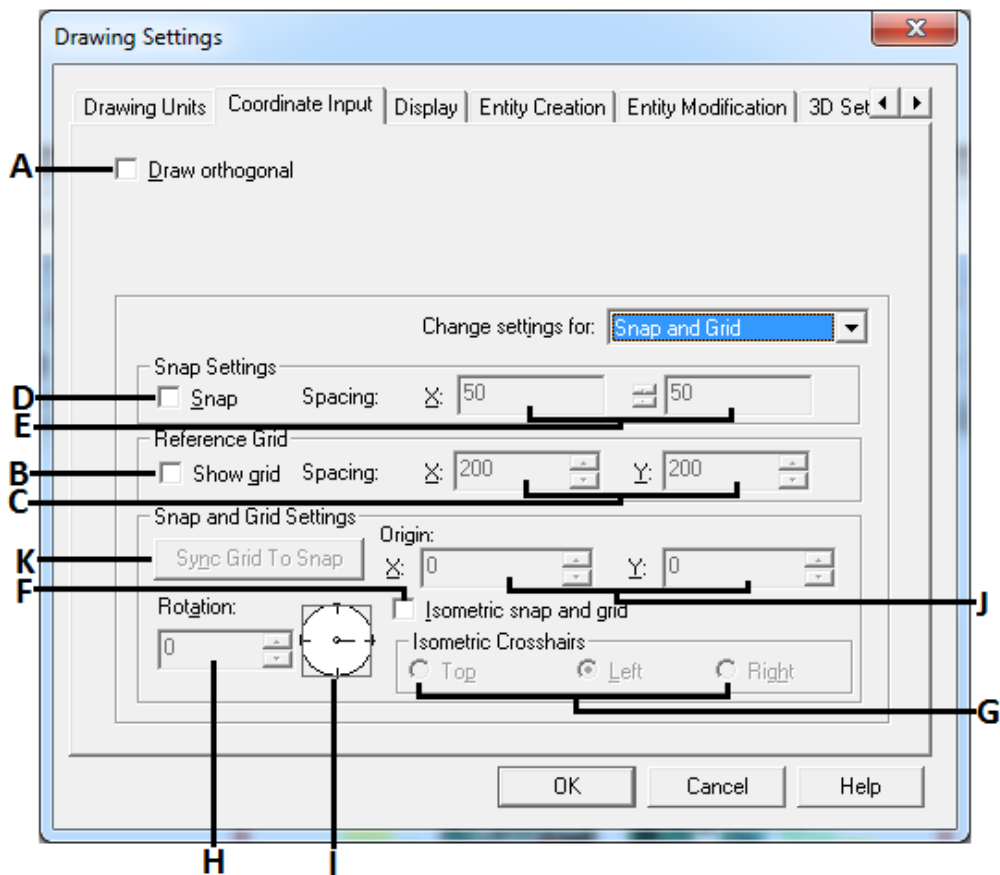 Drawing Settings
Drawing Units Coordinate Input Display Entity Creation Entity Modification 3D Set
A Draw orthogonal
Change settings for: Snap and Grid
Snap Settings
D Snap Spacing: X: 50 50
E
Reference Grid
B Show grid Spacing: X: 200 Y: 200
C
Snap and Grid Settings
Origin:
K Sync Grid To Snap X: 0 Y: 0
F Isometric snap and grid J
Rotation:
0
Isometric Crosshairs
Top Left Right
G
OK Cancel Help
H I